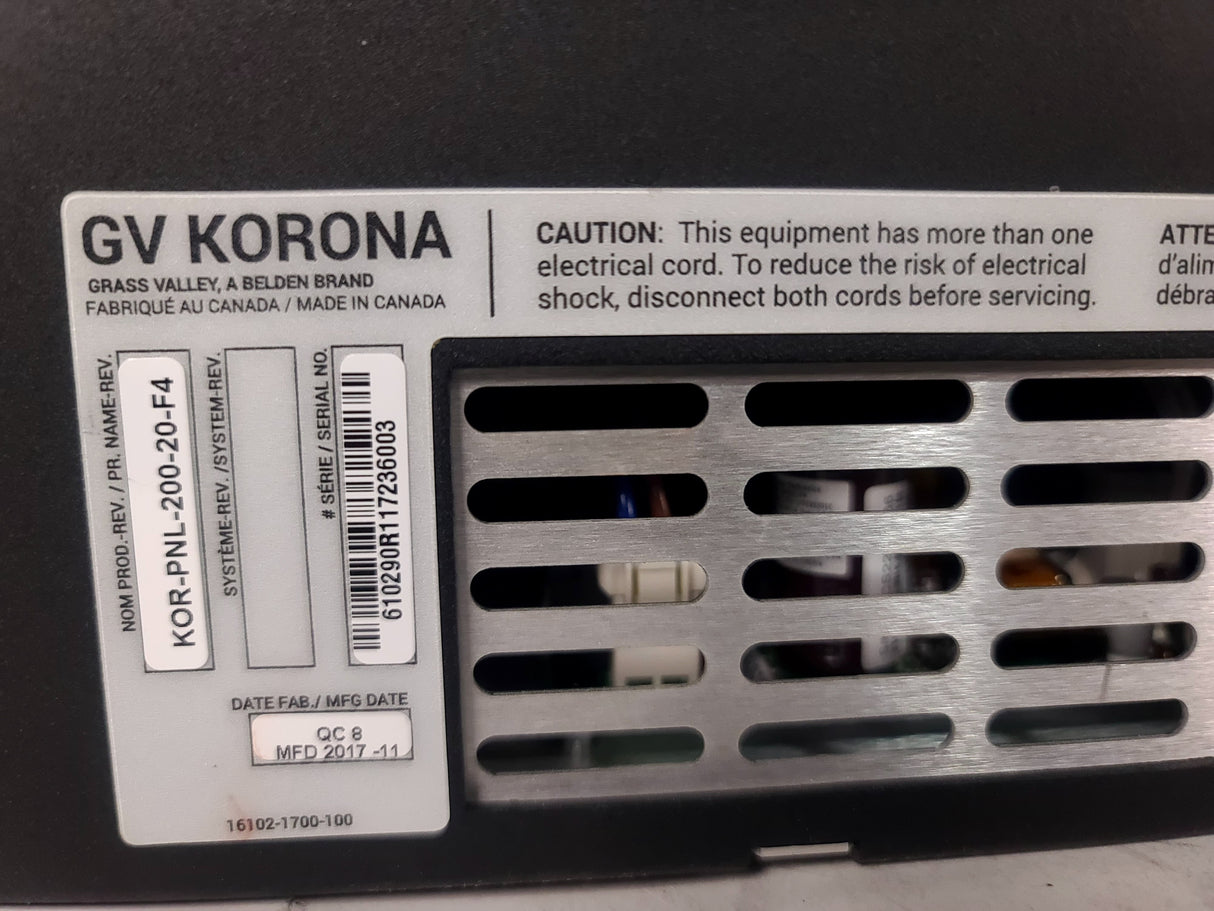 GV KORONA
GRASS VALLEY, A BELDEN BRAND
FABRIQUÉ AU CANADA / MADE IN CANADA
CAUTION: This equipment has more than one
electrical cord. To reduce the risk of electrical
shock, disconnect both cords before servicing.
ATTE
d'alim
débra
NOM PROD.-REV. / PR. NAME-REV.
KOR-PNL-200-20-F4
SYSTÈME-REV. /SYSTEM-REV.
# SÉRIE / SERIAL NO.
610290R117236003
DATE FAB./ MFG DATE
QC 8
MFD 2017 -11
16102-1700-100